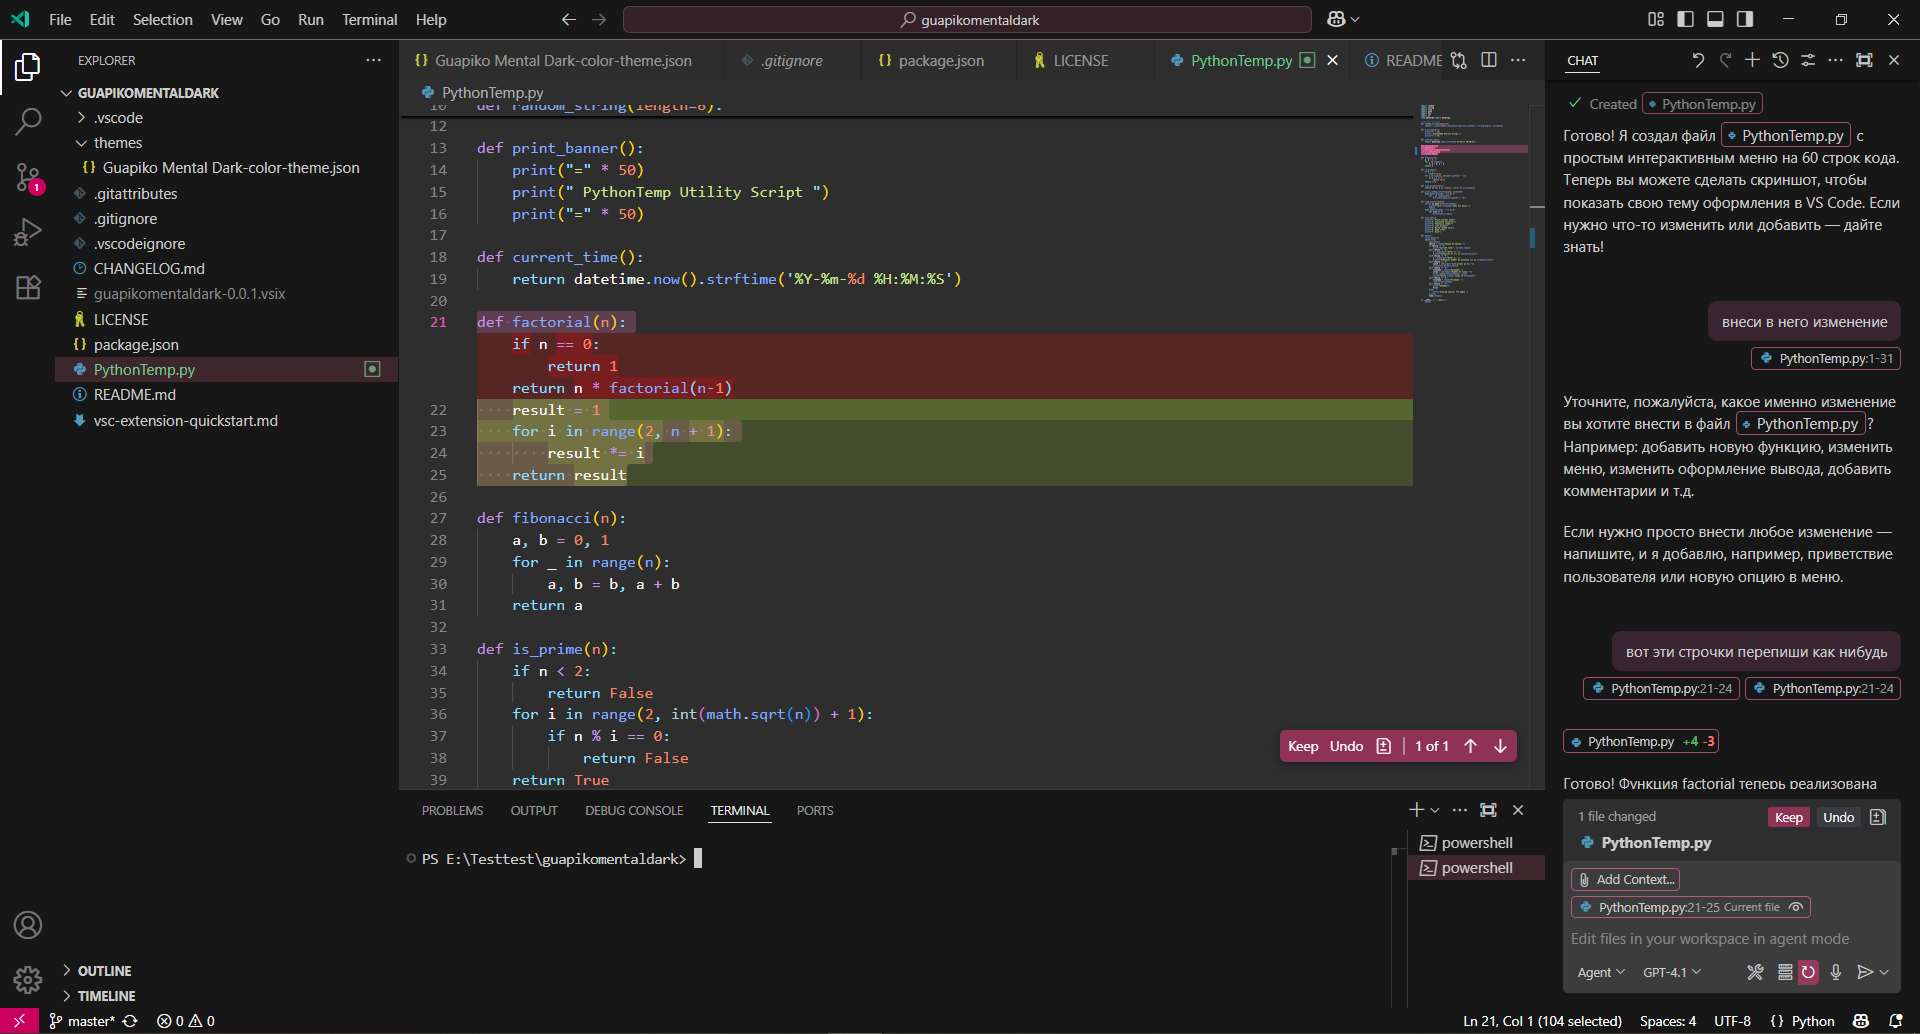 File Edit Selection View Go Run Terminal Help
guapikomentaldark
EXPLORER
GUAPIKOMENTALDARK
.vscode
themes
{} Guapiko Mental Dark-color-theme.json
.gitattributes
.gitignore
.vscodeignore
CHANGELOG.md
guapikomentaldark-0.0.1.vsix
LICENSE
{} package.json
PythonTemp.py
README.md
vsc-extension-quickstart.md
OUTLINE
TIMELINE
1
{} Guapiko Mental Dark-color-theme.json .gitignore {} package.json LICENSE PythonTemp.py README
PythonTemp.py
10 def random_string(length=8):
12
13 def print_banner():
14 print("=" * 50)
15 print(" PythonTemp Utility Script ")
16 print("=" * 50)
17
18 def current_time():
19 return datetime.now().strftime('%Y-%m-%d %H:%M:%S')
20
21 def factorial(n):
if n == 0:
return 1
return n * factorial(n-1)
22 result = 1
23 for i in range(2, n + 1):
24 result *= i
25 return result
26
27 def fibonacci(n):
28 a, b = 0, 1
29 for _ in range(n):
30 a, b = b, a + b
31 return a
32
33 def is_prime(n):
34 if n < 2:
35 return False
36 for i in range(2, int(math.sqrt(n)) + 1):
37 if n % i == 0:
38 return False
39 return True
Keep Undo 1 of 1
PROBLEMS OUTPUT DEBUG CONSOLE TERMINAL PORTS
PS E:\Testtest\guapikomentaldark>
powershell
powershell
CHAT
Created PythonTemp.py
Готово! Я создал файл PythonTemp.py с
простым интерактивным меню на 60 строк кода.
Теперь вы можете сделать скриншот, чтобы
показать свою тему оформления в VS Code. Если
нужно что-то изменить или добавить — дайте
знать!
внеси в него изменение
PythonTemp.py:1-31
Уточните, пожалуйста, какое именно изменение
вы хотите внести в файл PythonTemp.py?
Например: добавить новую функцию, изменить
меню, изменить оформление вывода, добавить
комментарии и т.д.
Если нужно просто внести любое изменение —
напишите, и я добавлю, например, приветствие
пользователя или новую опцию в меню.
вот эти строчки перепиши как нибудь
PythonTemp.py:21-24 PythonTemp.py:21-24
PythonTemp.py +4 -3
Готово! Функция factorial теперь реализована
1 file changed Keep Undo
PythonTemp.py
Add Context...
PythonTemp.py:21-25 Current file
Edit files in your workspace in agent mode
Agent GPT-4.1
master* 0 0
Ln 21, Col 1 (104 selected) Spaces: 4 UTF-8 {} Python